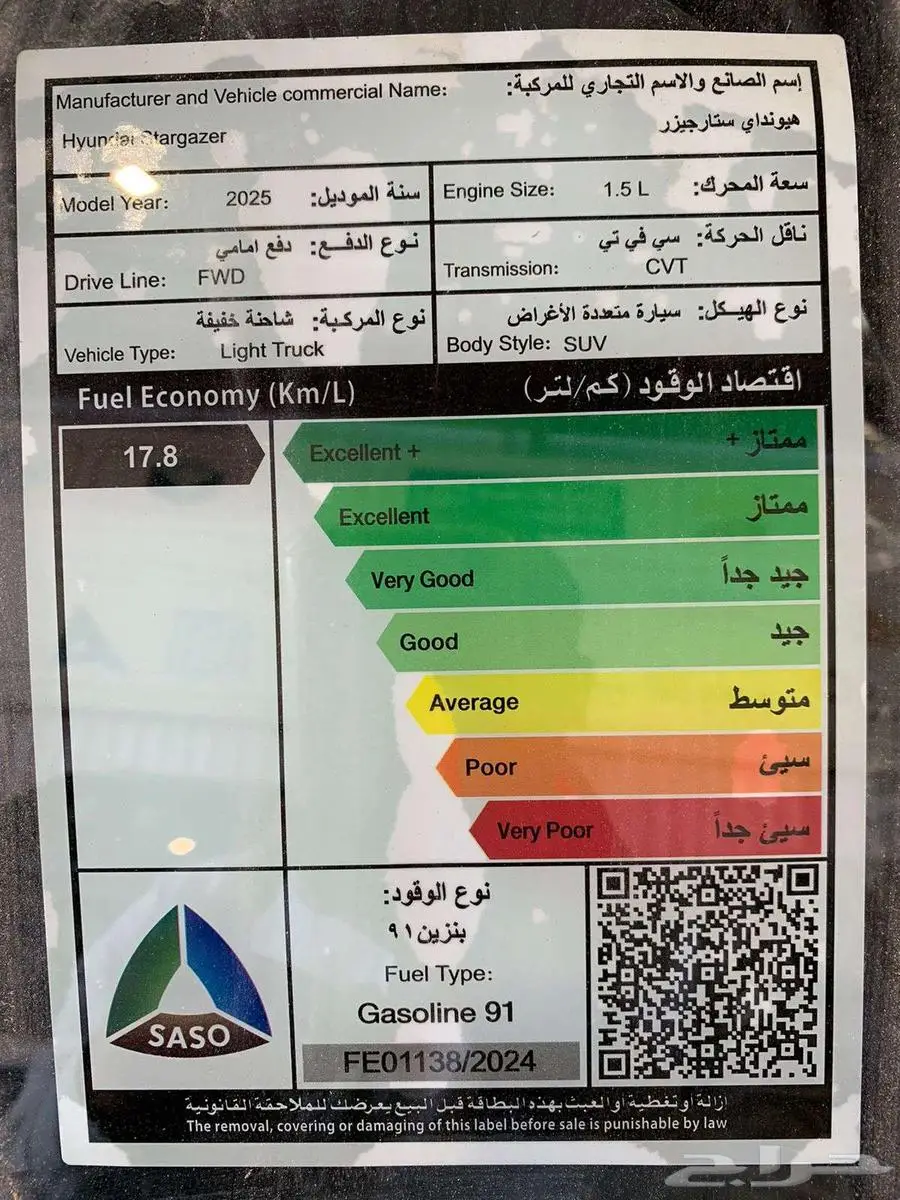 Manufacturer and Vehicle commercial Name: إسم الصانع والاسم التجاري للمركبة:
Hyundai Stargazer هيونداي ستارجيزر
Model Year: 2025 سنة الموديل:
Engine Size: 1.5 L سعة المحرك:
نوع الدفع: دفع امامي
Drive Line: FWD
ناقل الحركة: سي في تي
Transmission: CVT
نوع المركبة: شاحنة خفيفة
Vehicle Type: Light Truck
نوع الهيكل: سيارة متعددة الأغراض
Body Style: SUV
Fuel Economy (Km/L) اقتصاد الوقود (كم/لتر)
17.8
Excellent + ممتاز +
Excellent ممتاز
Very Good جيد جداً
Good جيد
Average متوسط
Poor سيئ
Very Poor سيئ جداً
SASO
نوع الوقود:
بنزين ٩١
Fuel Type:
Gasoline 91
FE01138/2024
إزالة أو تغطية أو العبث بهذه البطاقة قبل البيع يعرضك للملاحقة القانونية
The removal, covering or damaging of this label before sale is punishable by law
حراج